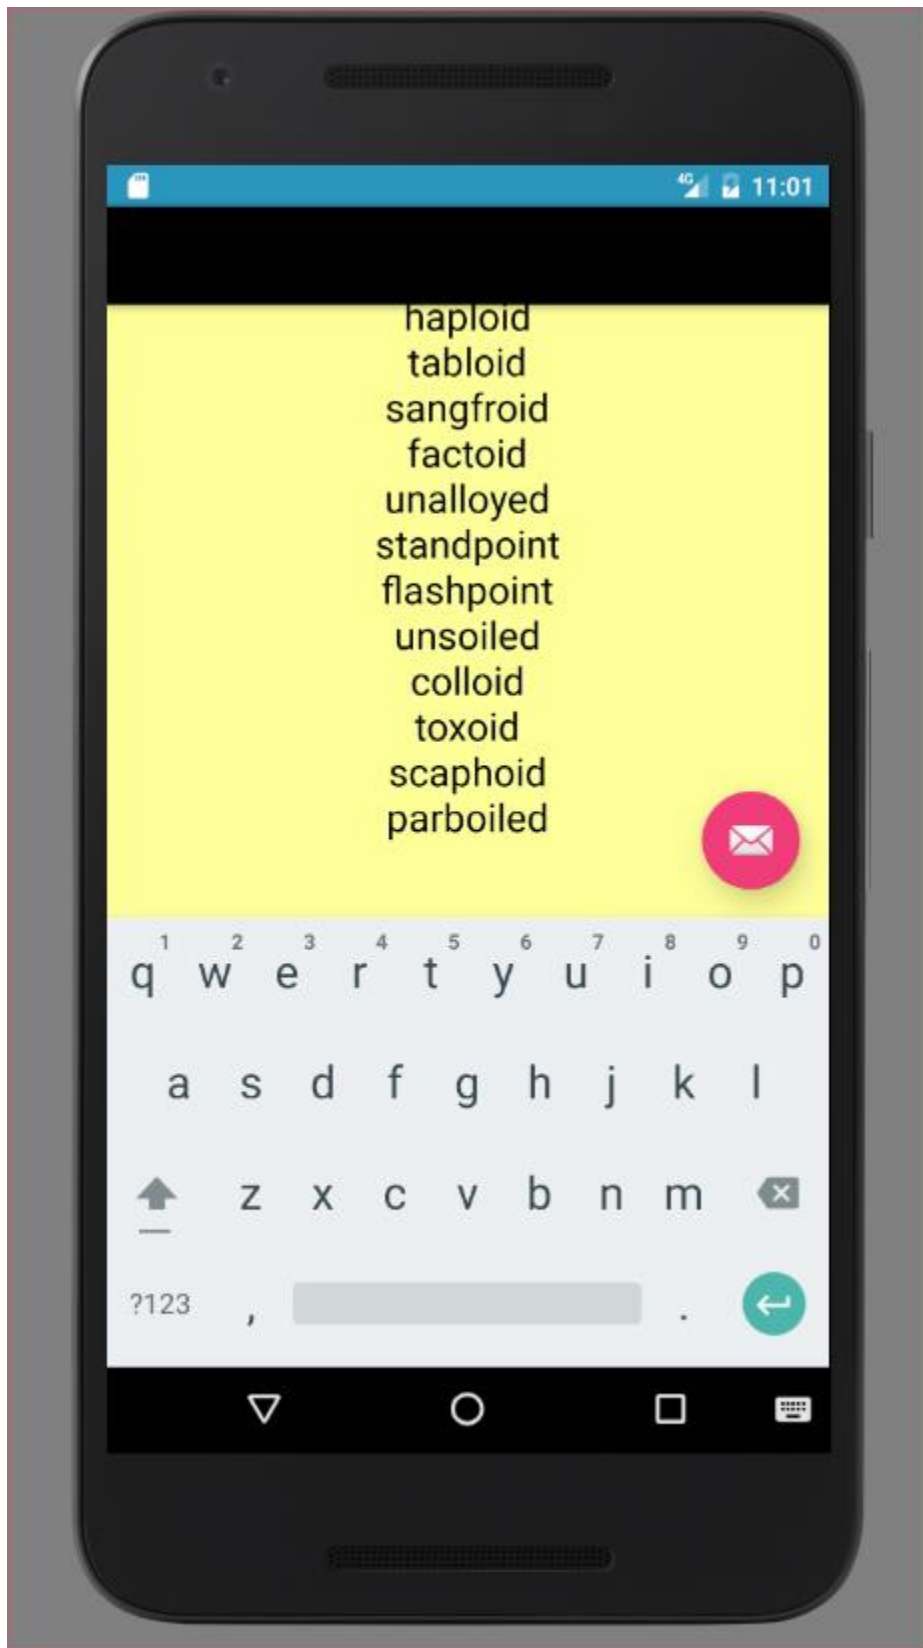 4G 11:01
haploid
tabloid
sangfroid
factoid
unalloyed
standpoint
flashpoint
unsoiled
colloid
toxoid
scaphoid
parboiled
1 2 3 4 5 6 7 8 9 0
q w e r t y u i o p
a s d f g h j k l
z x c v b n m
?123 , .